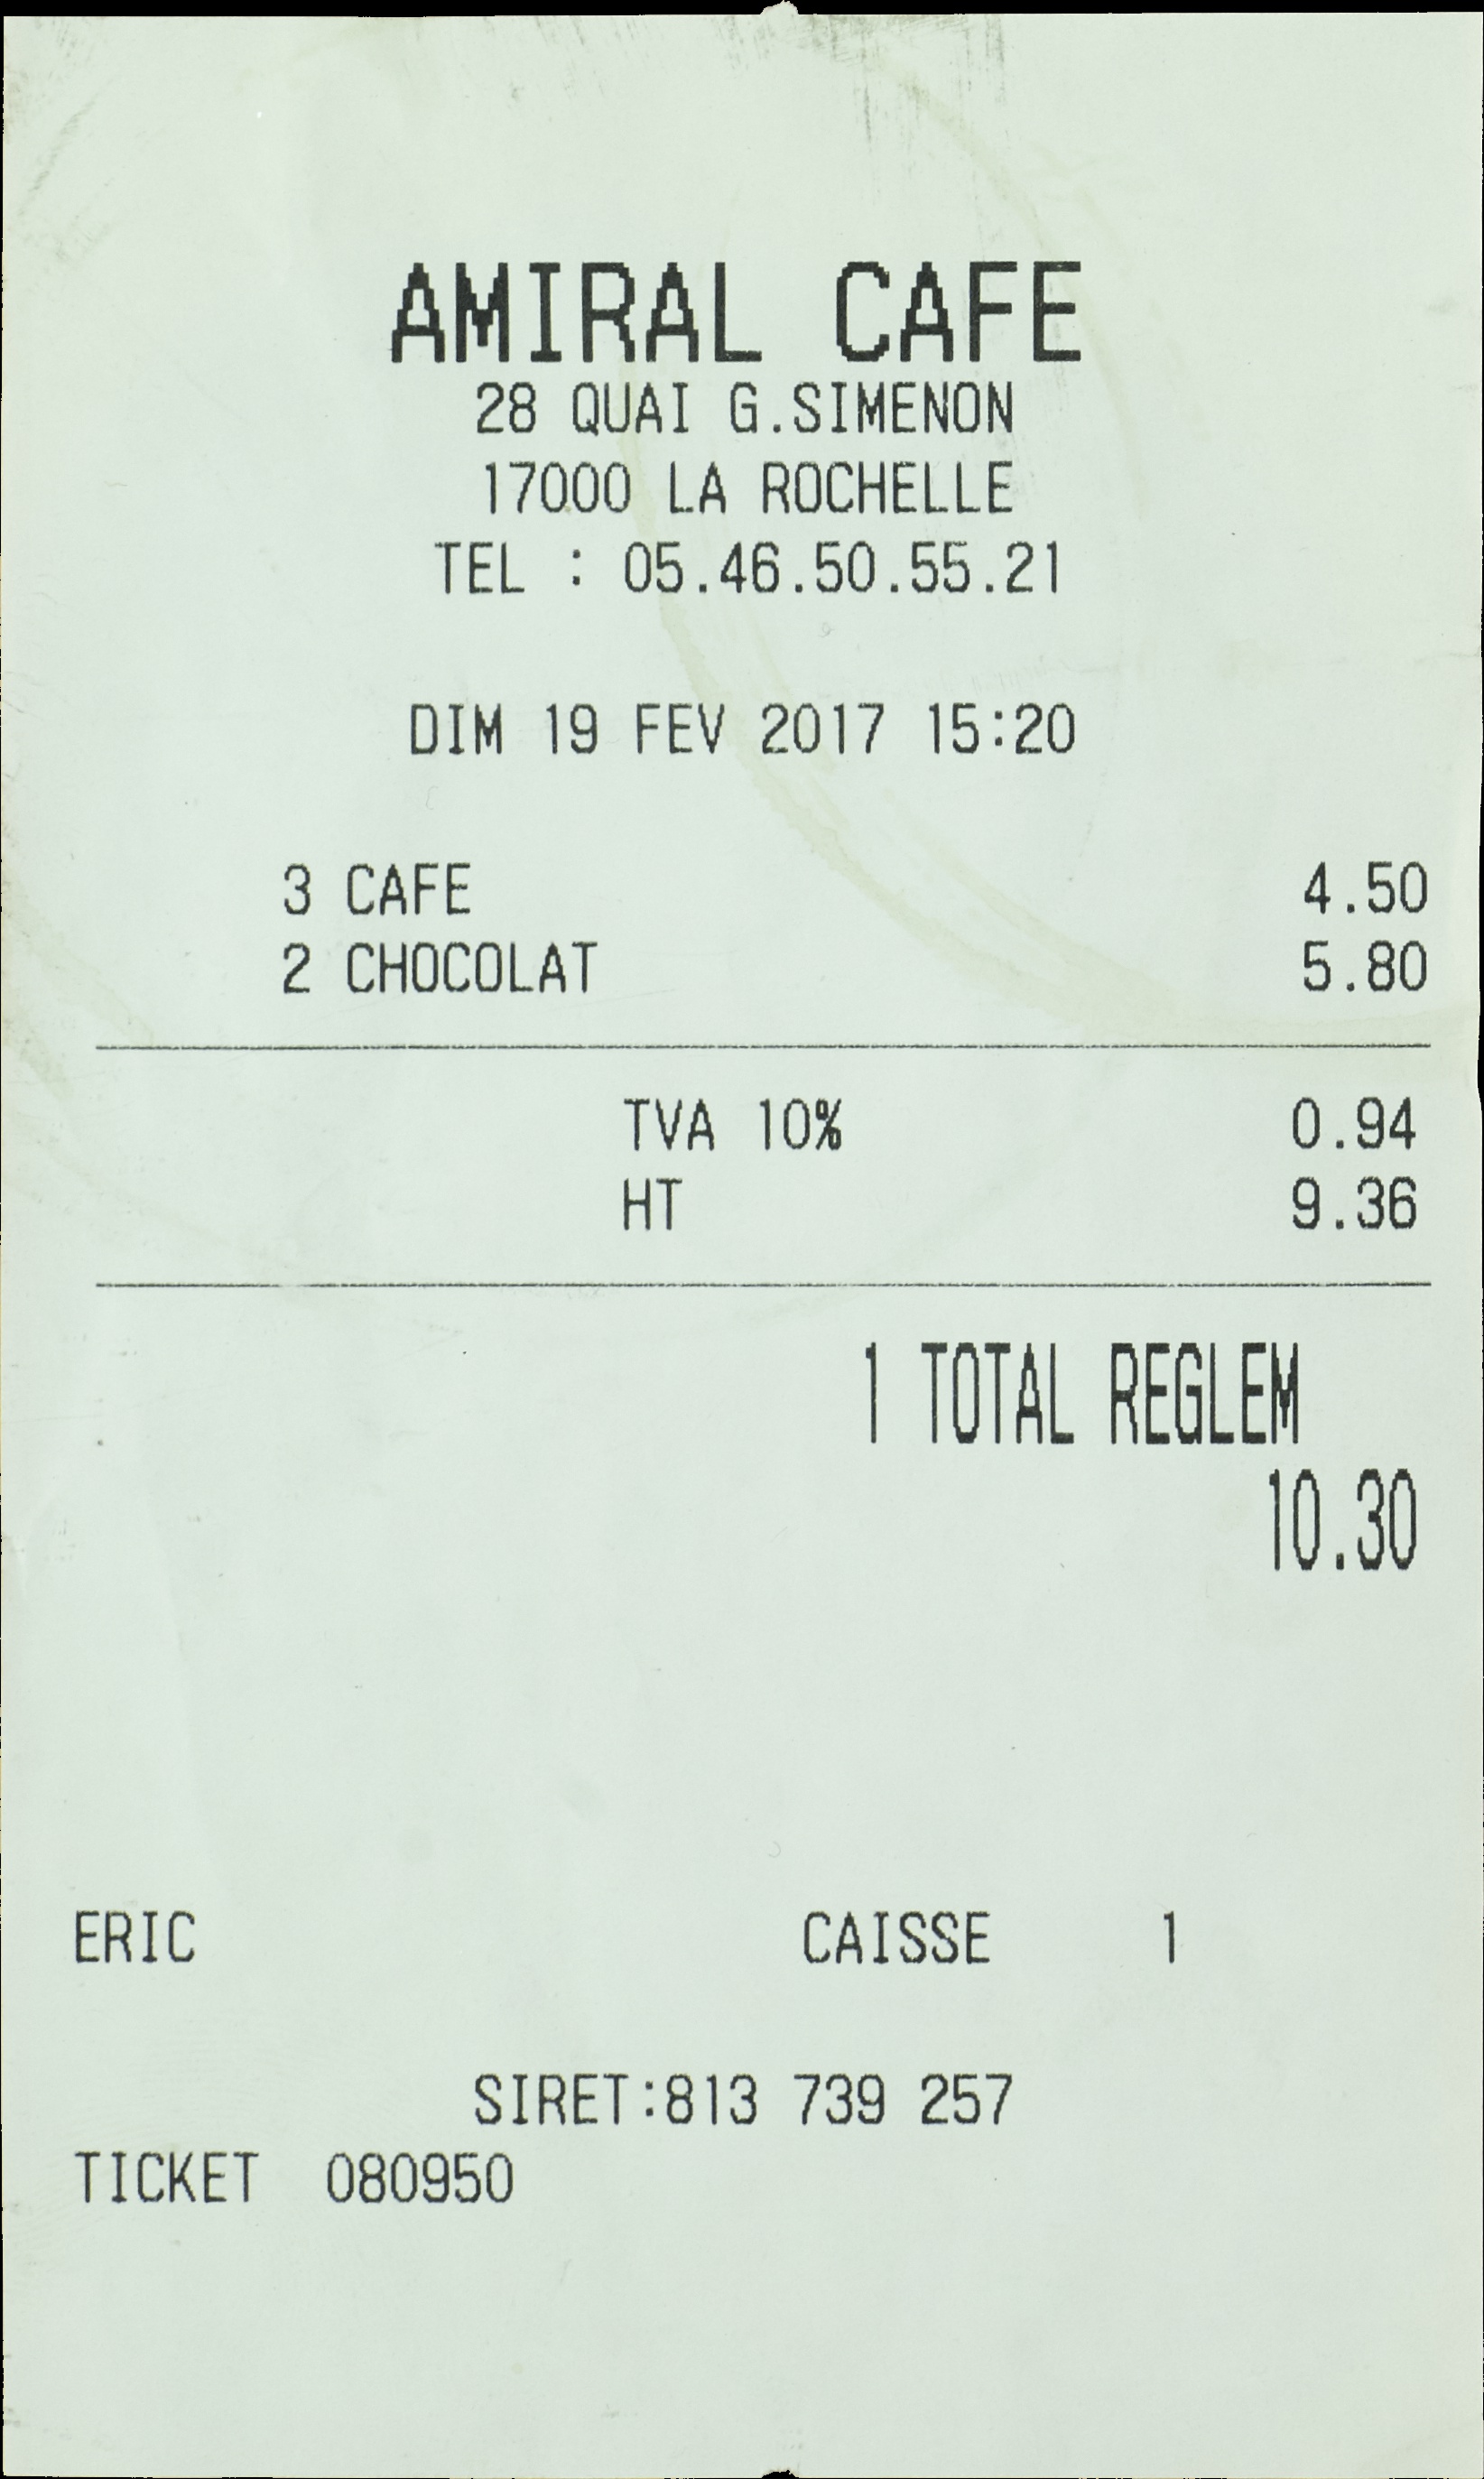 AMIRAL CAFE
28 QUAI G.SIMENON
17000 LA ROCHELLE
TEL : 05.46.50.55.21
DIM 19 FEV 2017 15:20
3 CAFE 4.50
2 CHOCOLAT 5.80
TVA 10% 0.94
HT 9.36
1 TOTAL REGLEM
10.30
ERIC CAISSE 1
SIRET:813 739 257
TICKET 080950